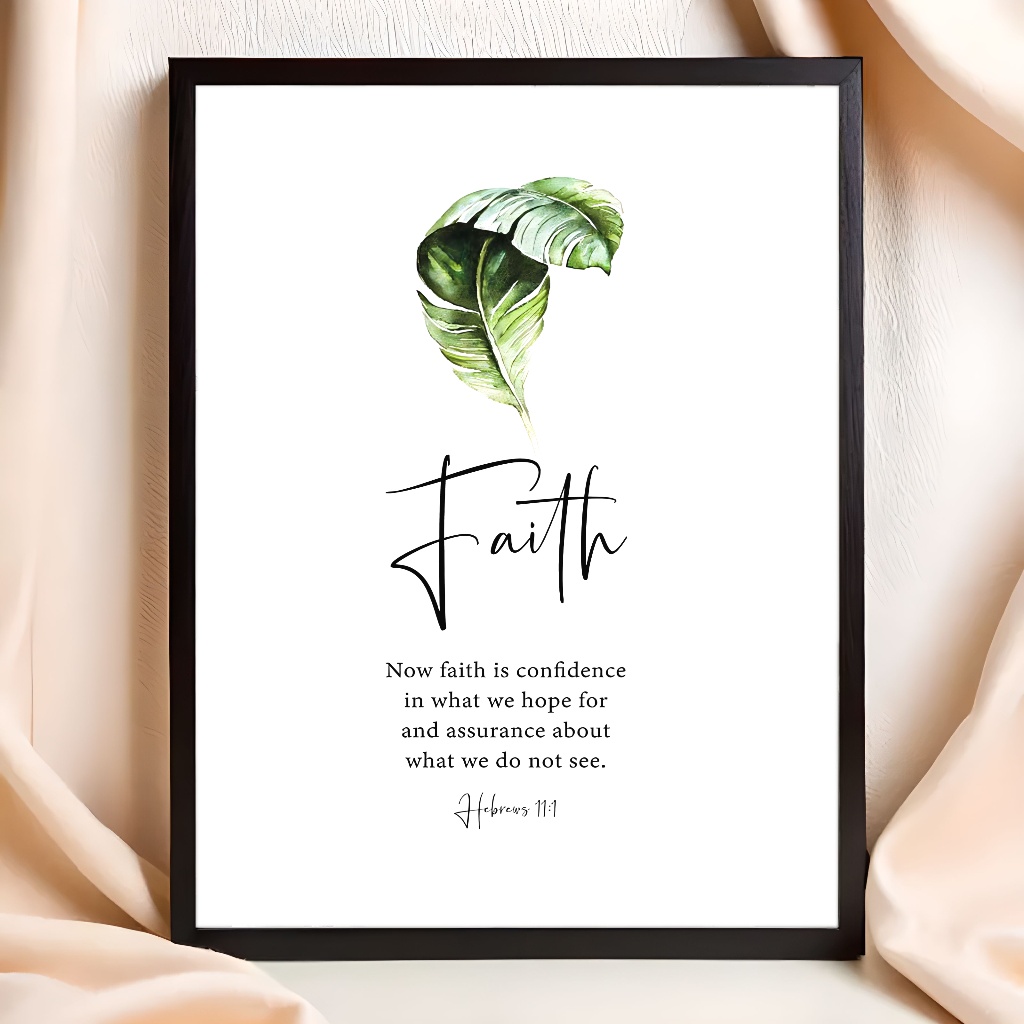 Faith
Now faith is confidence
in what we hope for
and assurance about
what we do not see.
Hebrews 11:1